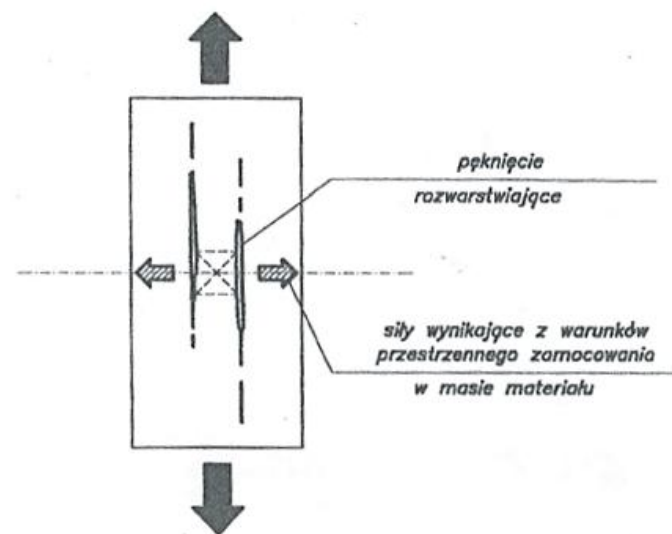 pęknięcie
rozwarstwiające
siły wynikające z warunków
przestrzennego zamocowania
w masie materiału